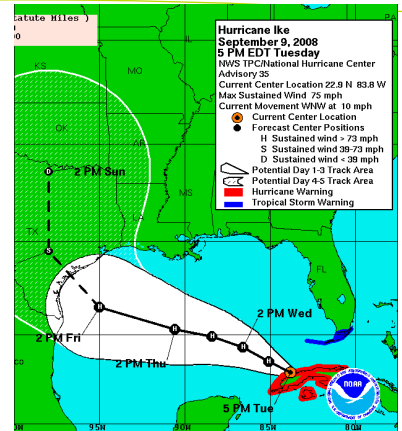 tatute Miles )
Hurricane Ike
September 9, 2008
5 PM EDT Tuesday
NWS TPC/National Hurricane Center
Advisory 35
Current Center Location 22.9 N 83.8 W
Max Sustained Wind 75 mph
Current Movement WNW at 10 mph
Current Center Location
Forecast Center Positions
H Sustained wind > 73 mph
S Sustained wind 39-73 mph
D Sustained wind < 39 mph
Potential Day 1-3 Track Area
Potential Day 4-5 Track Area
Hurricane Warning
Tropical Storm Warning
PA
KS
MO
IL
OK
AR
D
2 PM Sun
MS
LA
TX
S
FL
H
H
H
H
H
2 PM Wed
2 PM Fri
2 PM Thu
5 PM Tue
NOAA
95W
90W
85W
80W